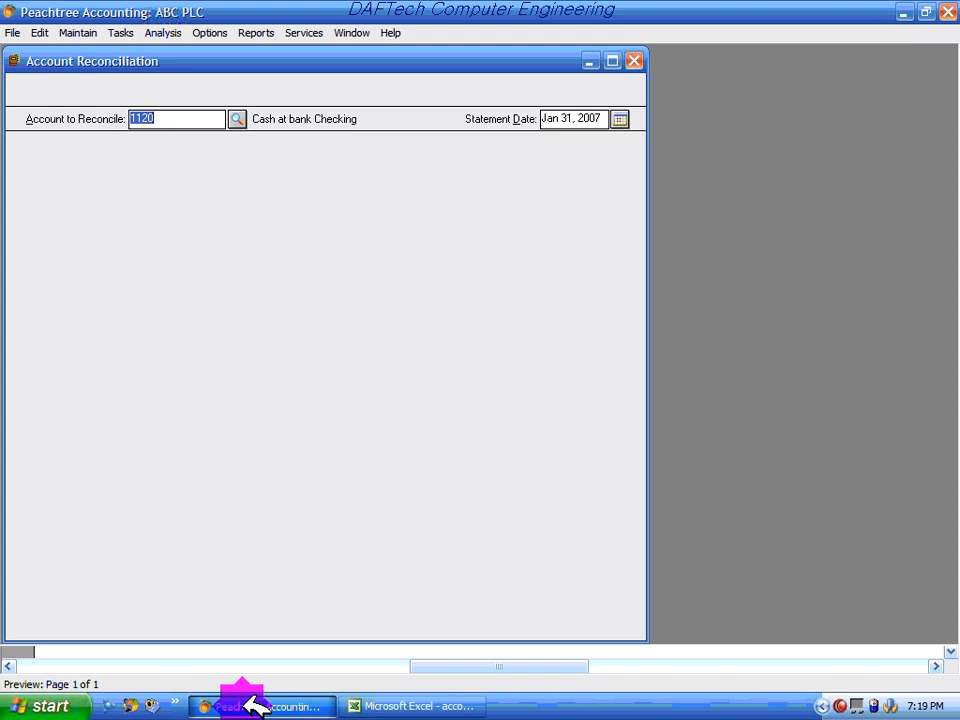 Peachtree Accounting: ABC PLC
DAFTech Computer Engineering
File Edit Maintain Tasks Analysis Options Reports Services Window Help
Account Reconciliation
Account to Reconcile: 1120 Cash at bank Checking Statement Date: Jan 31, 2007
Preview: Page 1 of 1
start Microsoft Excel - acco... 7:19 PM